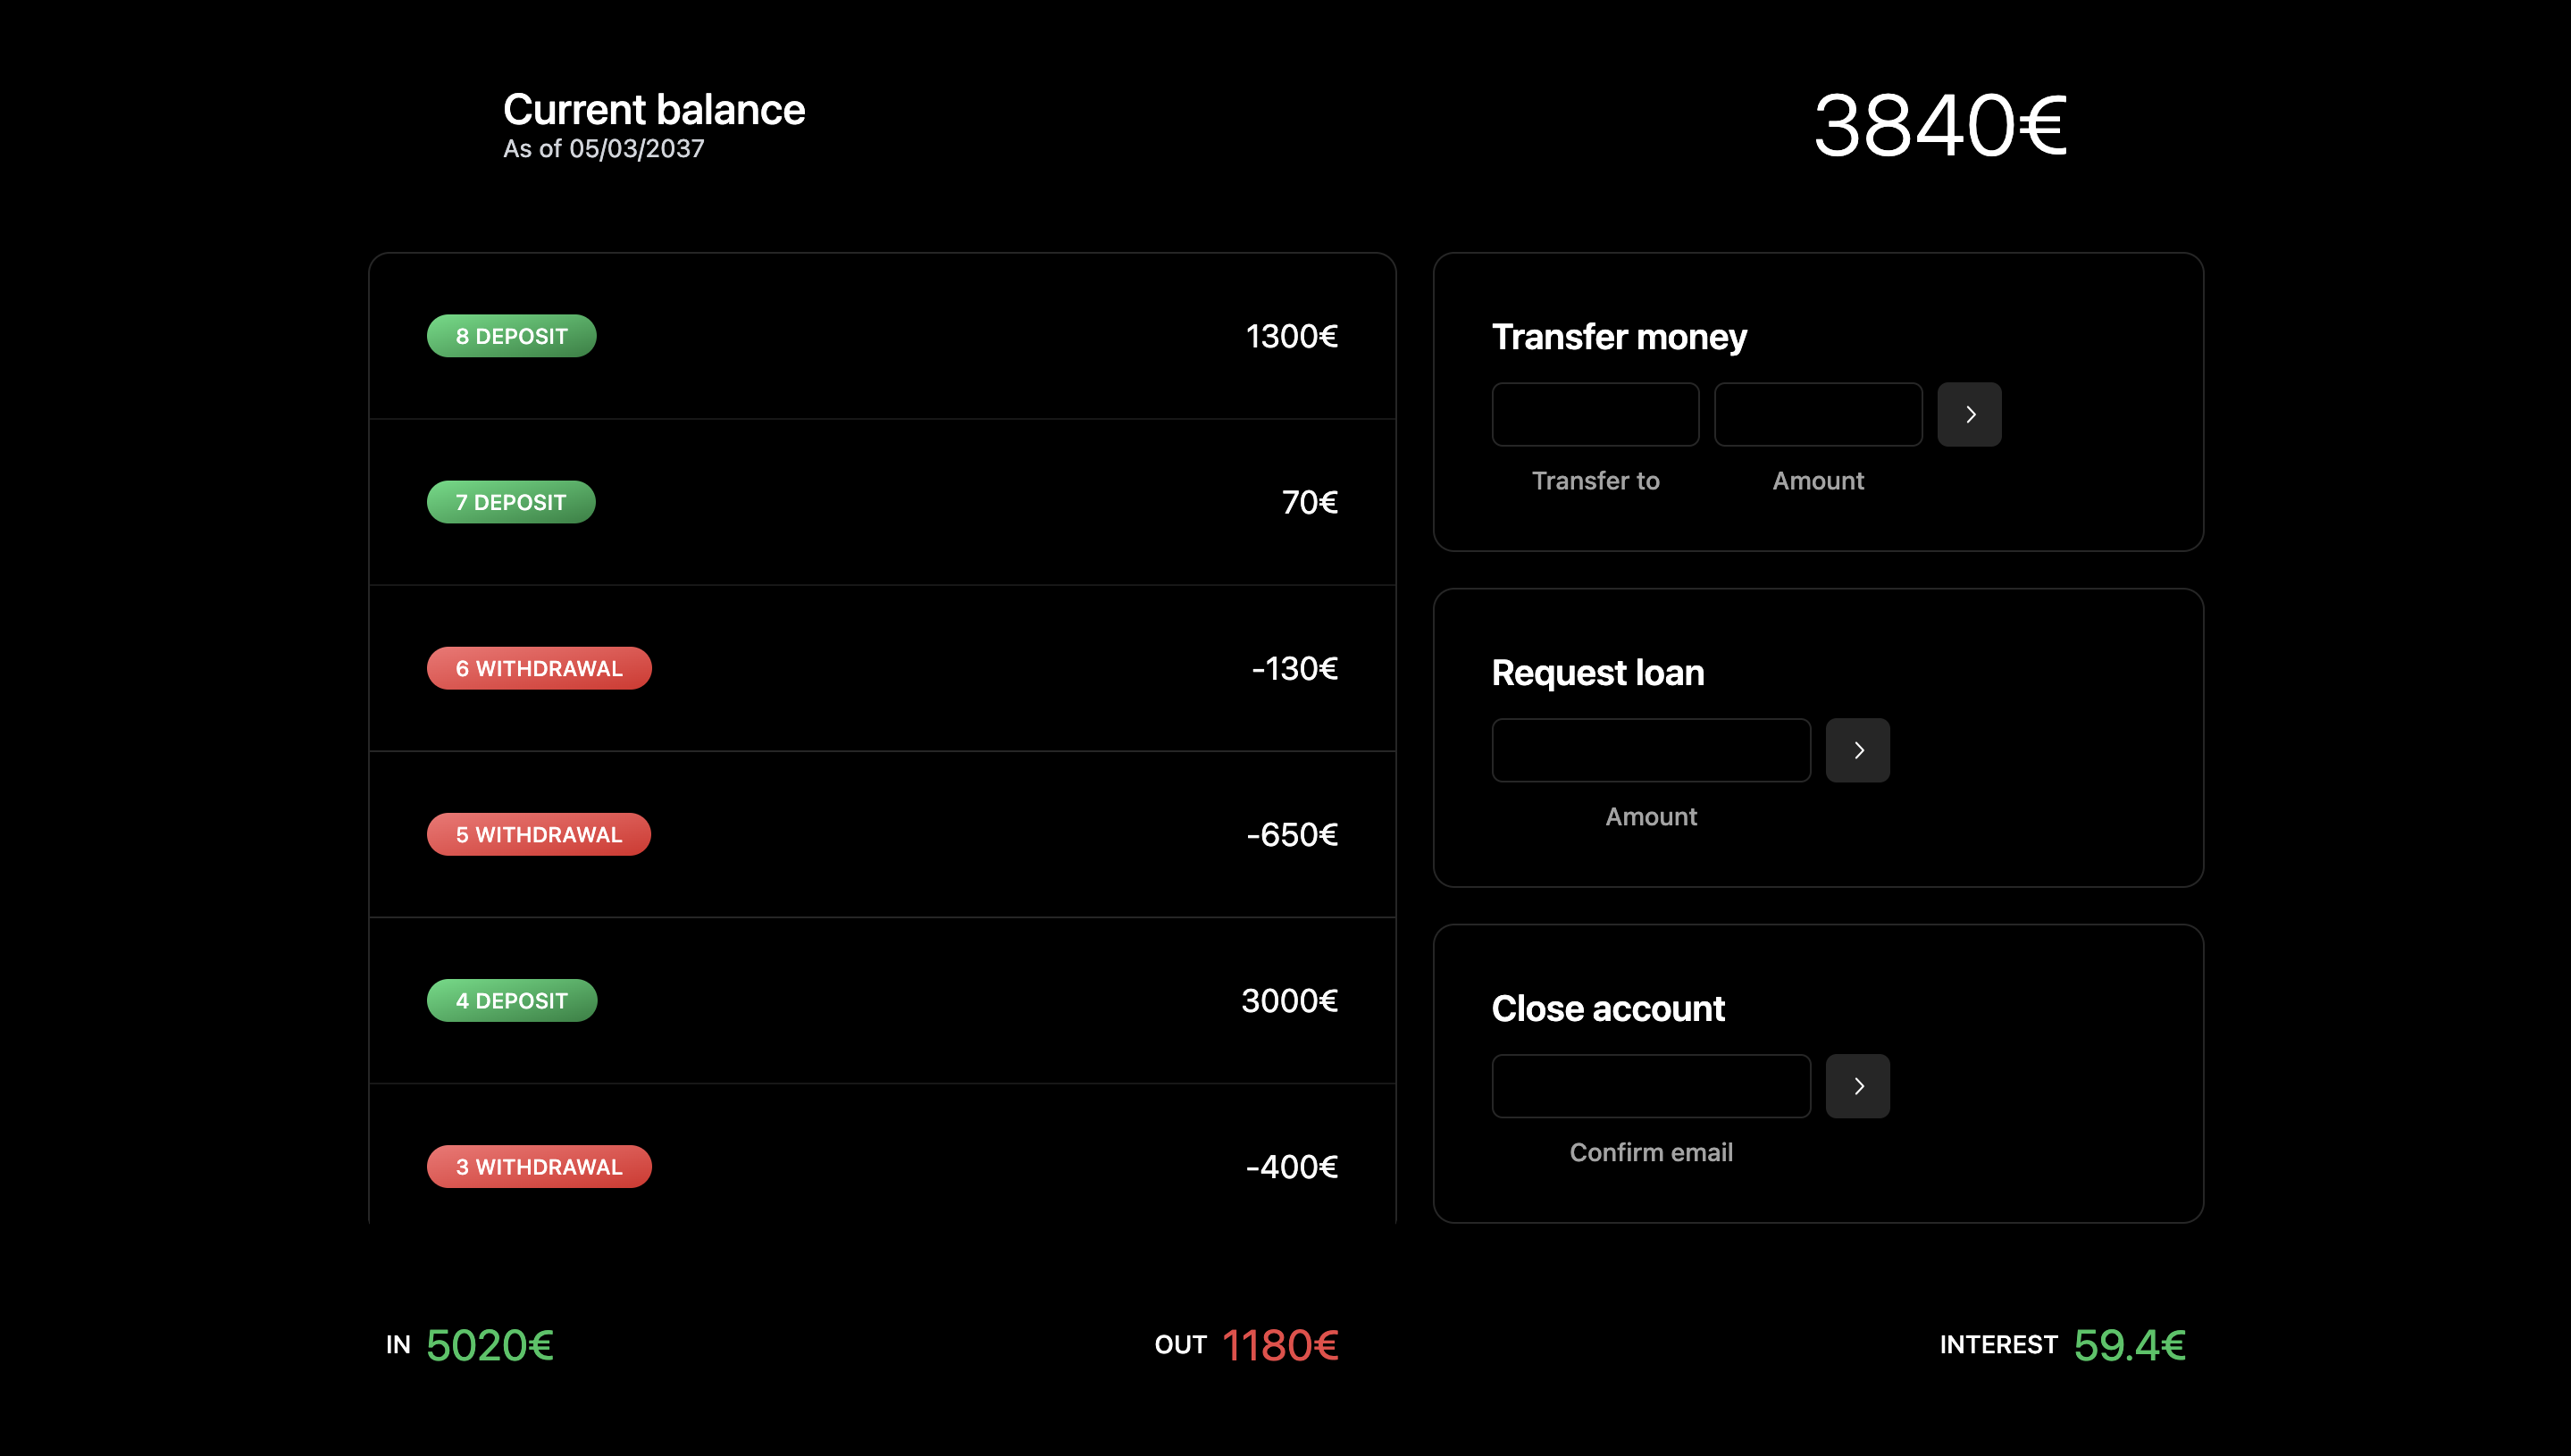 Current balance
As of 05/03/2037
3840€
8 DEPOSIT 1300€
7 DEPOSIT 70€
6 WITHDRAWAL -130€
5 WITHDRAWAL -650€
4 DEPOSIT 3000€
3 WITHDRAWAL -400€
Transfer money
Transfer to Amount
Request loan
Amount
Close account
Confirm email
IN 5020€ OUT 1180€ INTEREST 59.4€